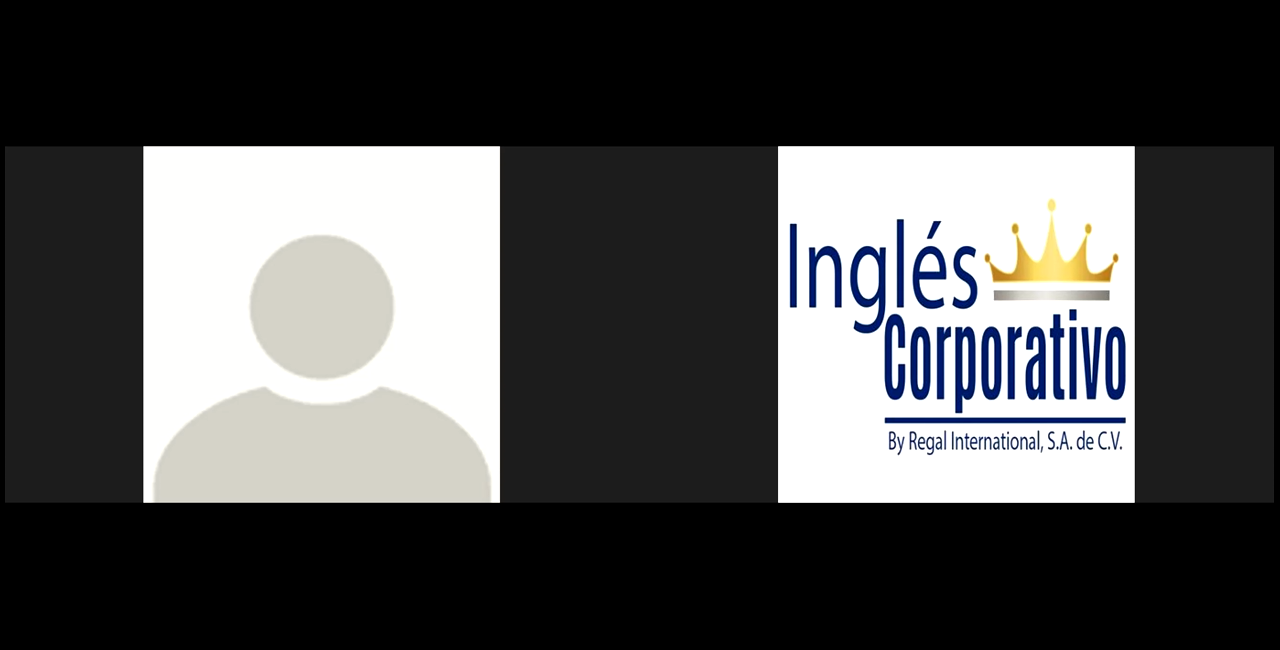 Inglés
Corporativo
By Regal International, S.A. de C.V.